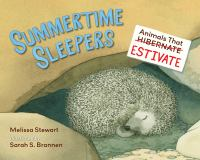 SUMMERTIME
SLEEPERS
Animals That
HIBERNATE
ESTIVATE
Melissa Stewart
Sarah S. Brannen